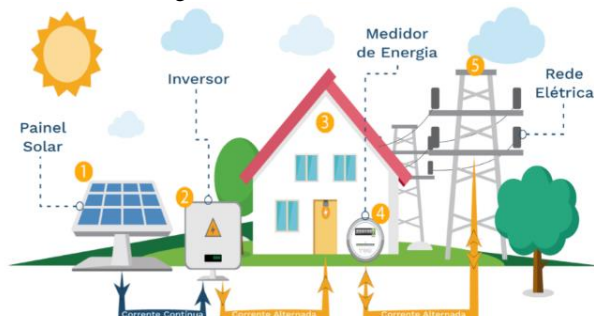 Medidor
de Energia
5
Inversor
Rede
Elétrica
Painel
Solar
3
1
2
4
Corrente Contínua
Corrente Alternada
Corrente Alternada